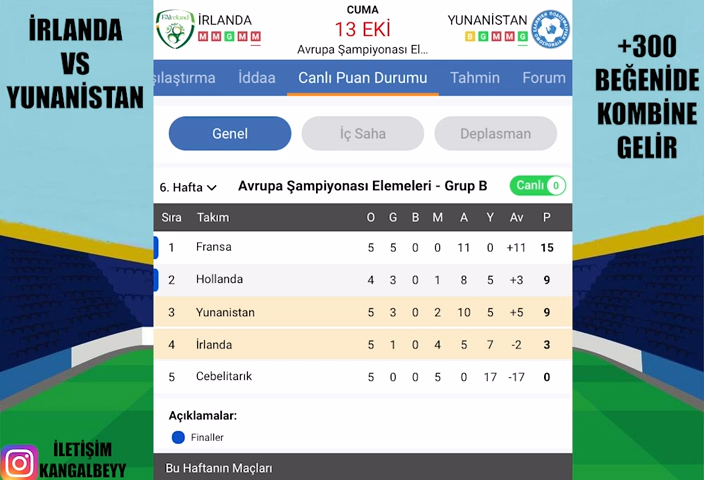 İRLANDA
VS
YUNANİSTAN
İRLANDA
M M G M M
CUMA
13 EKİ
Avrupa Şampiyonası El...
YUNANİSTAN
B G M M G
+300
BEĞENİDE
KOMBİNE
GELİR
şılaştırma İddaa Canlı Puan Durumu Tahmin Forum
Genel İç Saha Deplasman
6. Hafta Avrupa Şampiyonası Elemeleri - Grup B Canlı 0
Sıra Takım O G B M A Y Av P
1 Fransa 5 5 0 0 11 0 +11 15
2 Hollanda 4 3 0 1 8 5 +3 9
3 Yunanistan 5 3 0 2 10 5 +5 9
4 İrlanda 5 1 0 4 5 7 -2 3
5 Cebelitarık 5 0 0 5 0 17 -17 0
Açıklamalar:
Finaller
Bu Haftanın Maçları
İLETİŞİM
KANGALBEYY